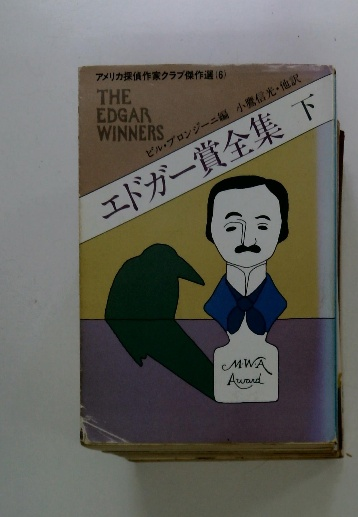 アメリカ探偵作家クラブ傑作選(6)
THE
EDGAR
WINNERS
ビル・プロンジーニ編 小鷹信光・他訳
エドガー賞全集 下
MWA
Award